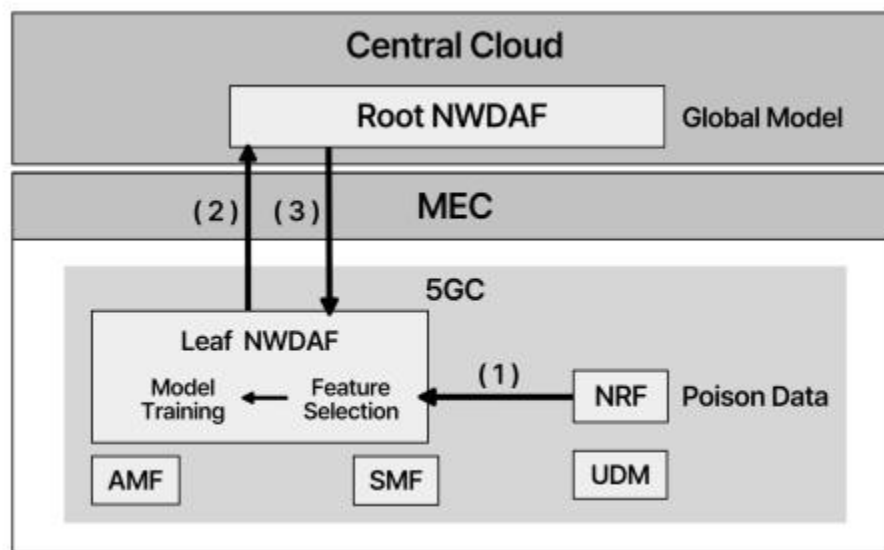 Central Cloud
Root NWDAF
Global Model
(2)
(3)
MEC
5GC
Leaf NWDAF
Model
Training
Feature
Selection
(1)
NRF
Poison Data
AMF
SMF
UDM